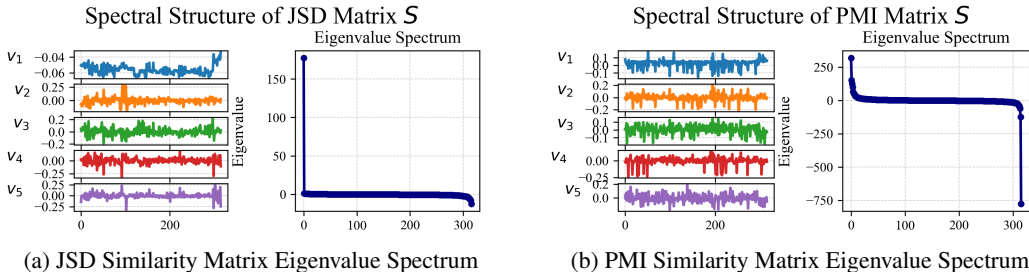 Spectral Structure of JSD Matrix S
Eigenvalue Spectrum
v1
−0.04
−0.06
v2
0.25
0.00
v3
0.2
0.0
−0.2
v4
0.00
−0.25
v5
0.25
0.00
−0.25
0
200
Eigenvalue
150
100
50
0
0
100
200
300
(a) JSD Similarity Matrix Eigenvalue Spectrum
Spectral Structure of PMI Matrix S
Eigenvalue Spectrum
v1
0.1
0.0
−0.1
v2
0.2
0.0
−0.2
v3
0.1
0.0
−0.1
v4
0.00
−0.25
v5
0.2
0.0
−0.2
0
200
Eigenvalue
250
0
−250
−500
−750
0
100
200
300
(b) PMI Similarity Matrix Eigenvalue Spectrum